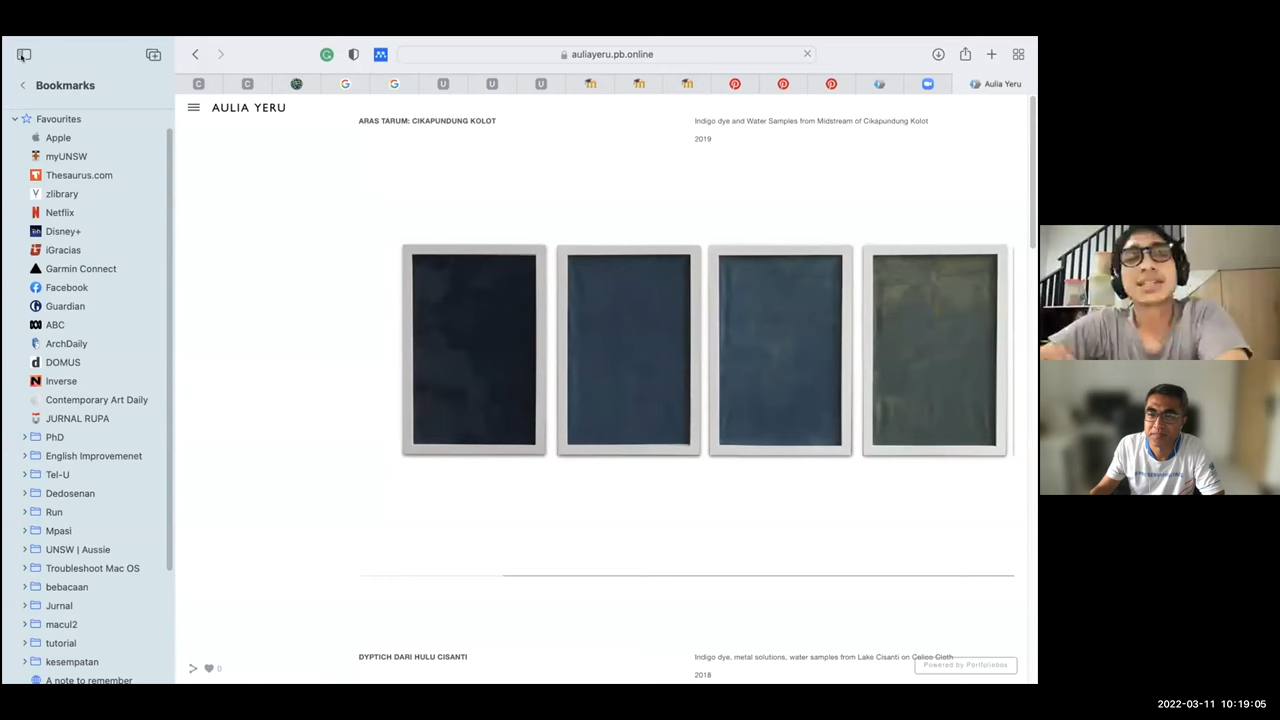 auliayeru.pb.online
Bookmarks
C
C
G
G
U
U
U
Aulia Yeru
AULIA YERU
Favourites
Apple
myUNSW
Thesaurus.com
zlibrary
Netflix
Disney+
iGracias
Garmin Connect
Facebook
Guardian
ABC
ArchDaily
DOMUS
Inverse
Contemporary Art Daily
JURNAL RUPA
PhD
English Improvemenet
Tel-U
Dedosenan
Run
Mpasi
UNSW | Aussie
Troubleshoot Mac OS
bebacaan
Jurnal
macul2
tutorial
kesempatan
A note to remember
ARAS TARUM: CIKAPUNDUNG KOLOT
Indigo dye and Water Samples from Midstream of Cikapundung Kolot
2019
DYPTICH DARI HULU CISANTI
Indigo dye, metal solutions, water samples from Lake Cisanti on Calico Cloth
2018
Powered by Portfoliobox
0
2022-03-11 10:19:05